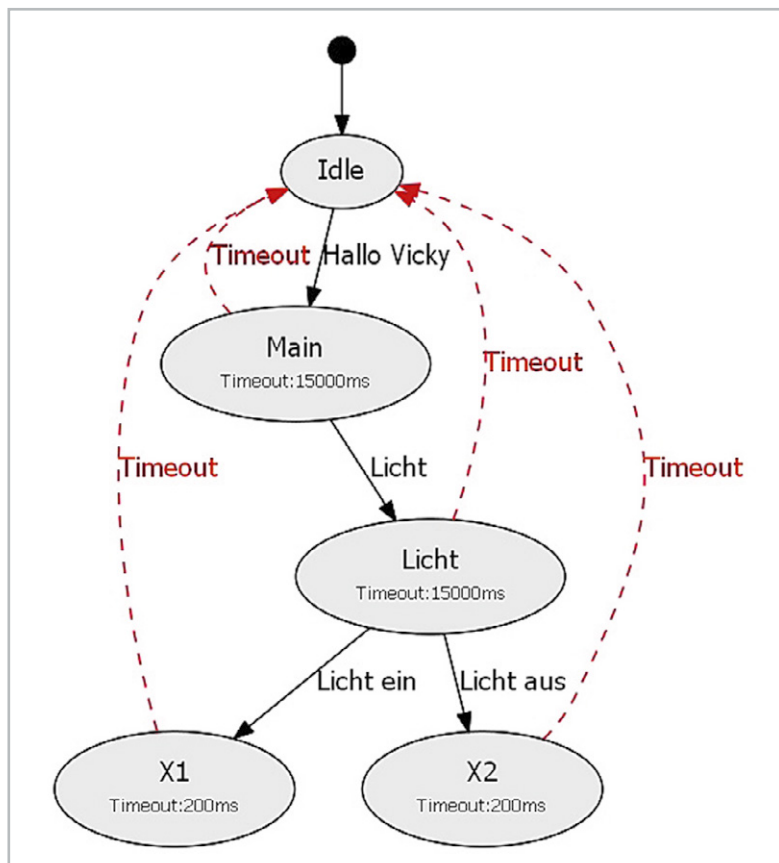 Idle
Timeout
Hallo Vicky
Main
Timeout:15000ms
Timeout
Licht
Timeout
Timeout
Licht
Timeout:15000ms
Licht ein
Licht aus
X1
Timeout:200ms
X2
Timeout:200ms